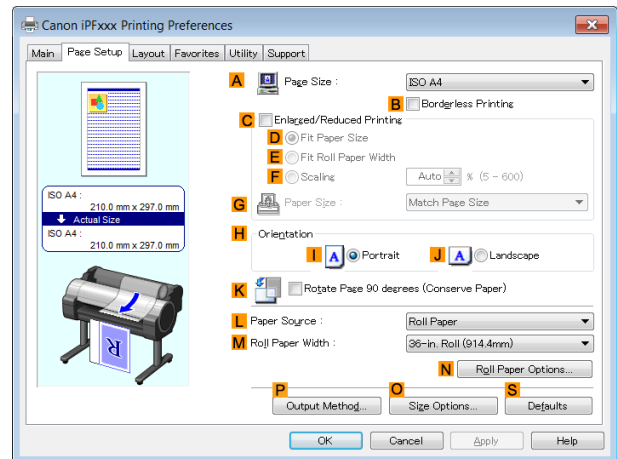 Canon iPFxxx Printing Preferences
Main Page Setup Layout Favorites Utility Support
A Page Size : ISO A4
B Borderless Printing
C Enlarged/Reduced Printing
D Fit Paper Size
E Fit Roll Paper Width
F Scaling Auto % (5 - 600)
G Paper Size : Match Page Size
ISO A4 :
210.0 mm x 297.0 mm
Actual Size
ISO A4 :
210.0 mm x 297.0 mm
H Orientation
I A Portrait J A Landscape
K Rotate Page 90 degrees (Conserve Paper)
L Paper Source : Roll Paper
M Roll Paper Width : 36-in. Roll (914.4mm)
R
N Roll Paper Options...
P O S
Output Method... Size Options... Defaults
OK Cancel Apply Help